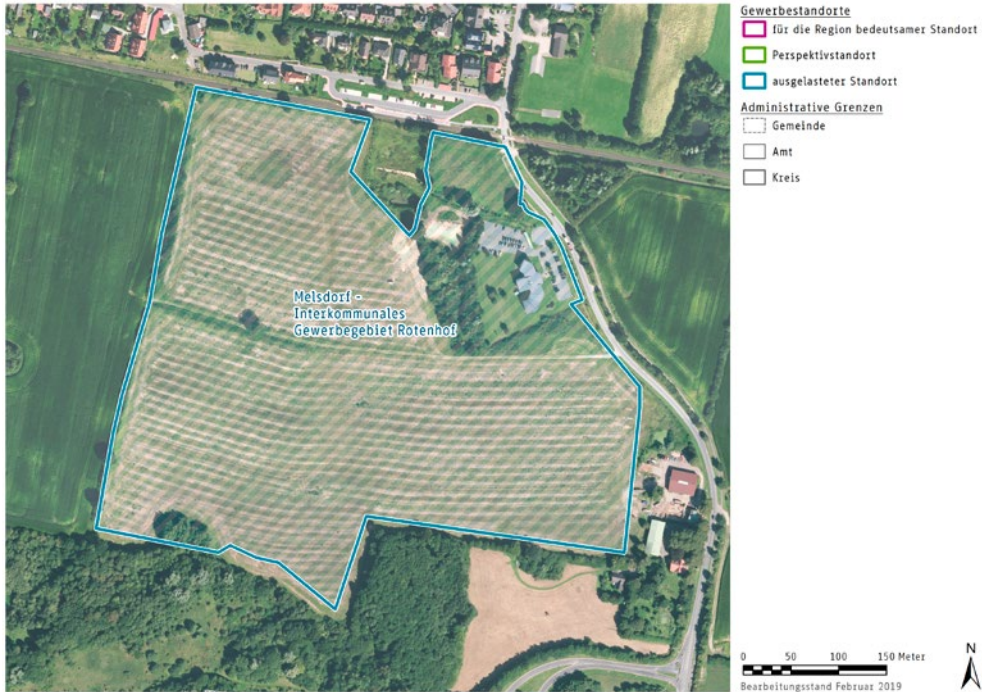 Gewerbestandorte
für die Region bedeutsamer Standort
Perspektivstandort
ausgelasteter Standort
Administrative Grenzen
Gemeinde
Amt
Kreis
Melsdorf -
Interkommunales
Gewerbegebiet Rotenhof
0 50 100 150 Meter
Bearbeitungsstand Februar 2019
N